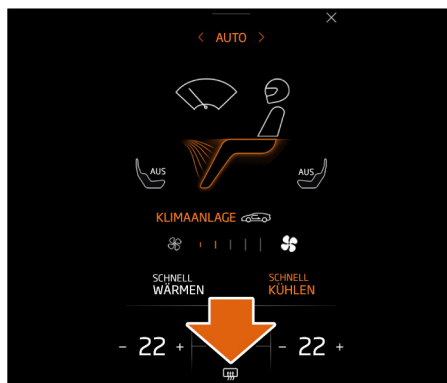 < AUTO >
AUS AUS
KLIMAANLAGE
SCHNELL
WÄRMEN
SCHNELL
KÜHLEN
- 22 + - 22 +